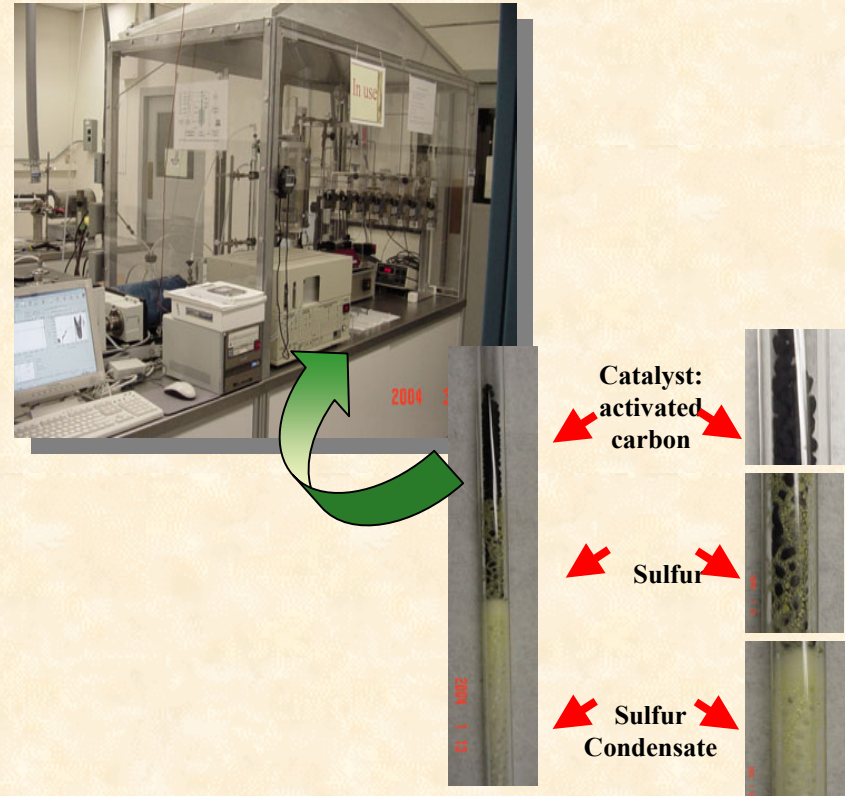 In use
2004
Catalyst:
activated
carbon
Sulfur
Sulfur
Condensate
2004 1 13